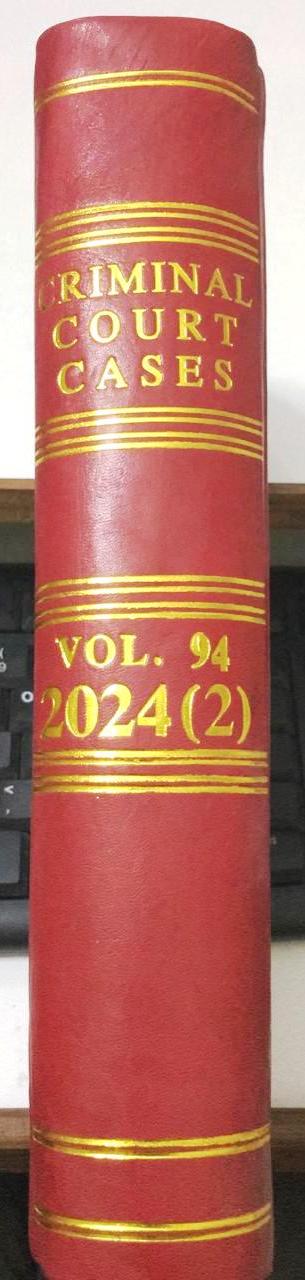 CRIMINAL
COURT
CASES
VOL. 94
2024(2)